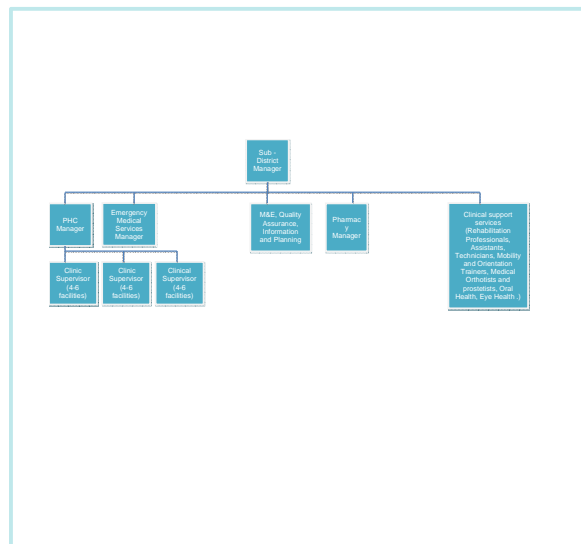 Sub -
District
Manager
PHC
Manager
Emergency
Medical
Services
Manager
M&E, Quality
Assurance,
Information
and Planning
Pharmac
y
Manager
Clinical support
services
(Rehabilitation
Professionals,
Assistants,
Technicians, Mobility
and Orientation
Trainers, Medical
Ortholists and
prostetists, Oral
Health, Eye Health .)
Clinic
Supervisor
(4-6
facilities)
Clinic
Supervisor
(4-6
facilities)
Clinical
Supervisor (4-6
facilities)